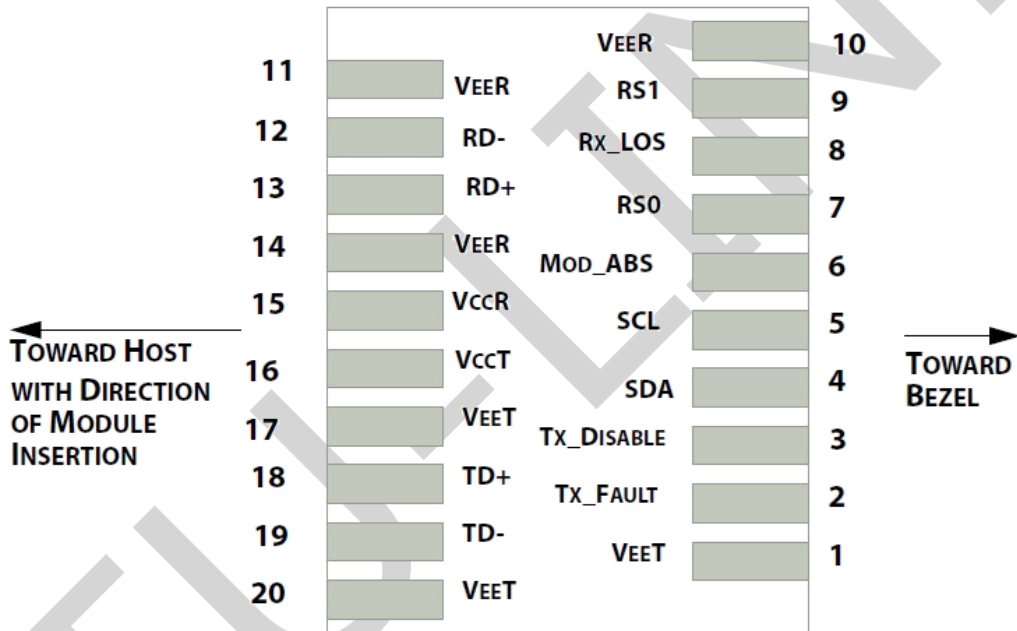 11 VEER
12 RD-
13 RD+
14 VEER
15 VCCR
16 VCCT
17 VEET
18 TD+
19 TD-
20 VEET
VEER 10
RS1 9
RX_LOS 8
RS0 7
MOD_ABS 6
SCL 5
SDA 4
TX_DISABLE 3
TX_FAULT 2
VEET 1
TOWARD HOST
WITH DIRECTION
OF MODULE
INSERTION
TOWARD
BEZEL